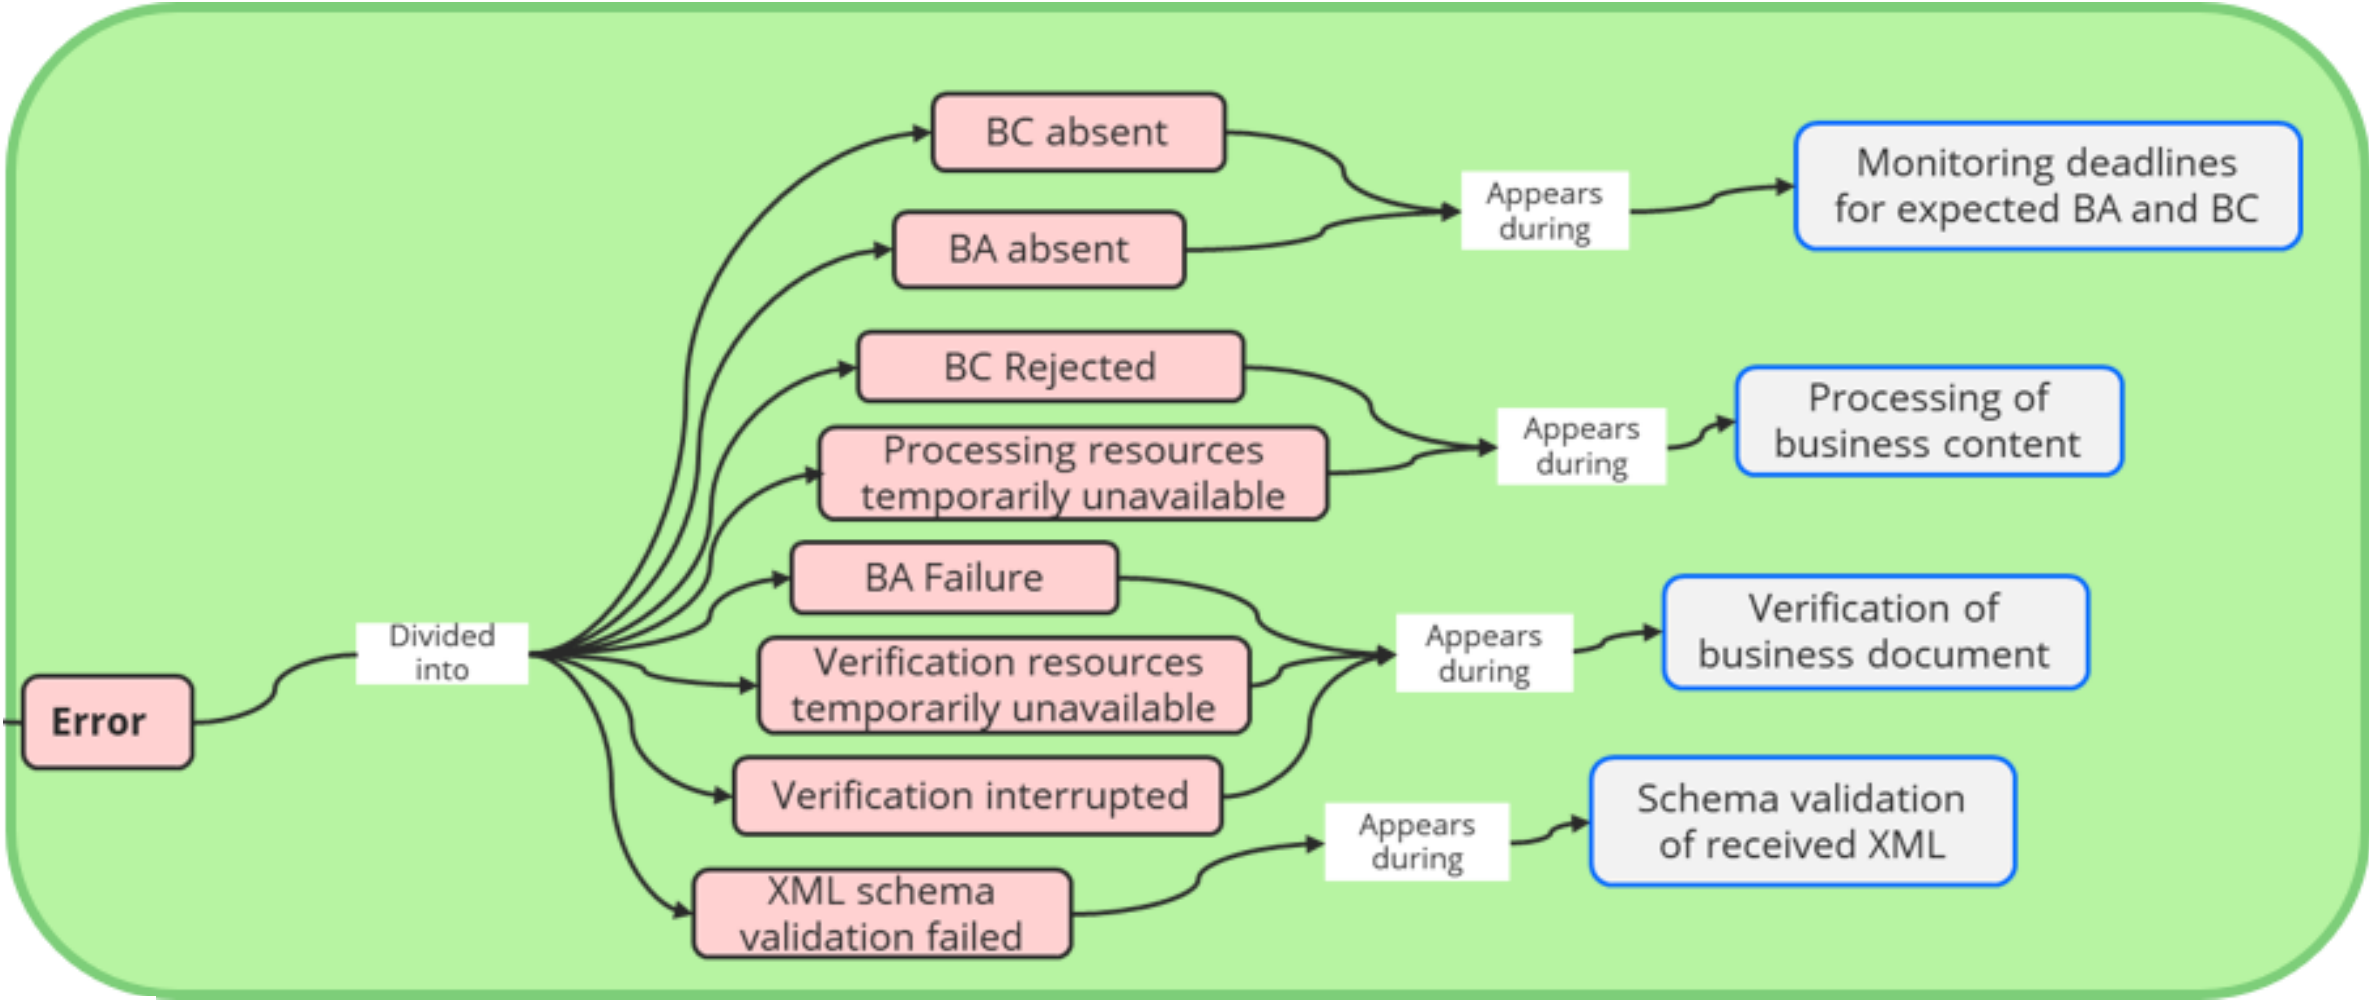 BC absent
BA absent
Appears
during
Monitoring deadlines
for expected BA and BC
BC Rejected
Processing resources
temporarily unavailable
Appears
during
Processing of
business content
Error
Divided
into
BA Failure
Verification resources
temporarily unavailable
Verification interrupted
Appears
during
Verification of
business document
XML schema
validation failed
Appears
during
Schema validation
of received XML